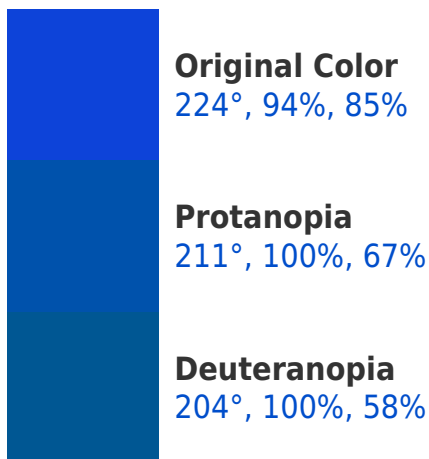 Original Color
224°, 94%, 85%
Protanopia
211°, 100%, 67%
Deuteranopia
204°, 100%, 58%